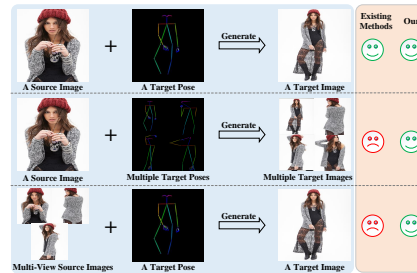 Existing
Methods
Our
Generate
A Source Image
A Target Pose
A Target Image
Generate
A Source Image
Multiple Target Poses
Multiple Target Images
Generate
Multi-View Source Images
A Target Pose
A Target Image